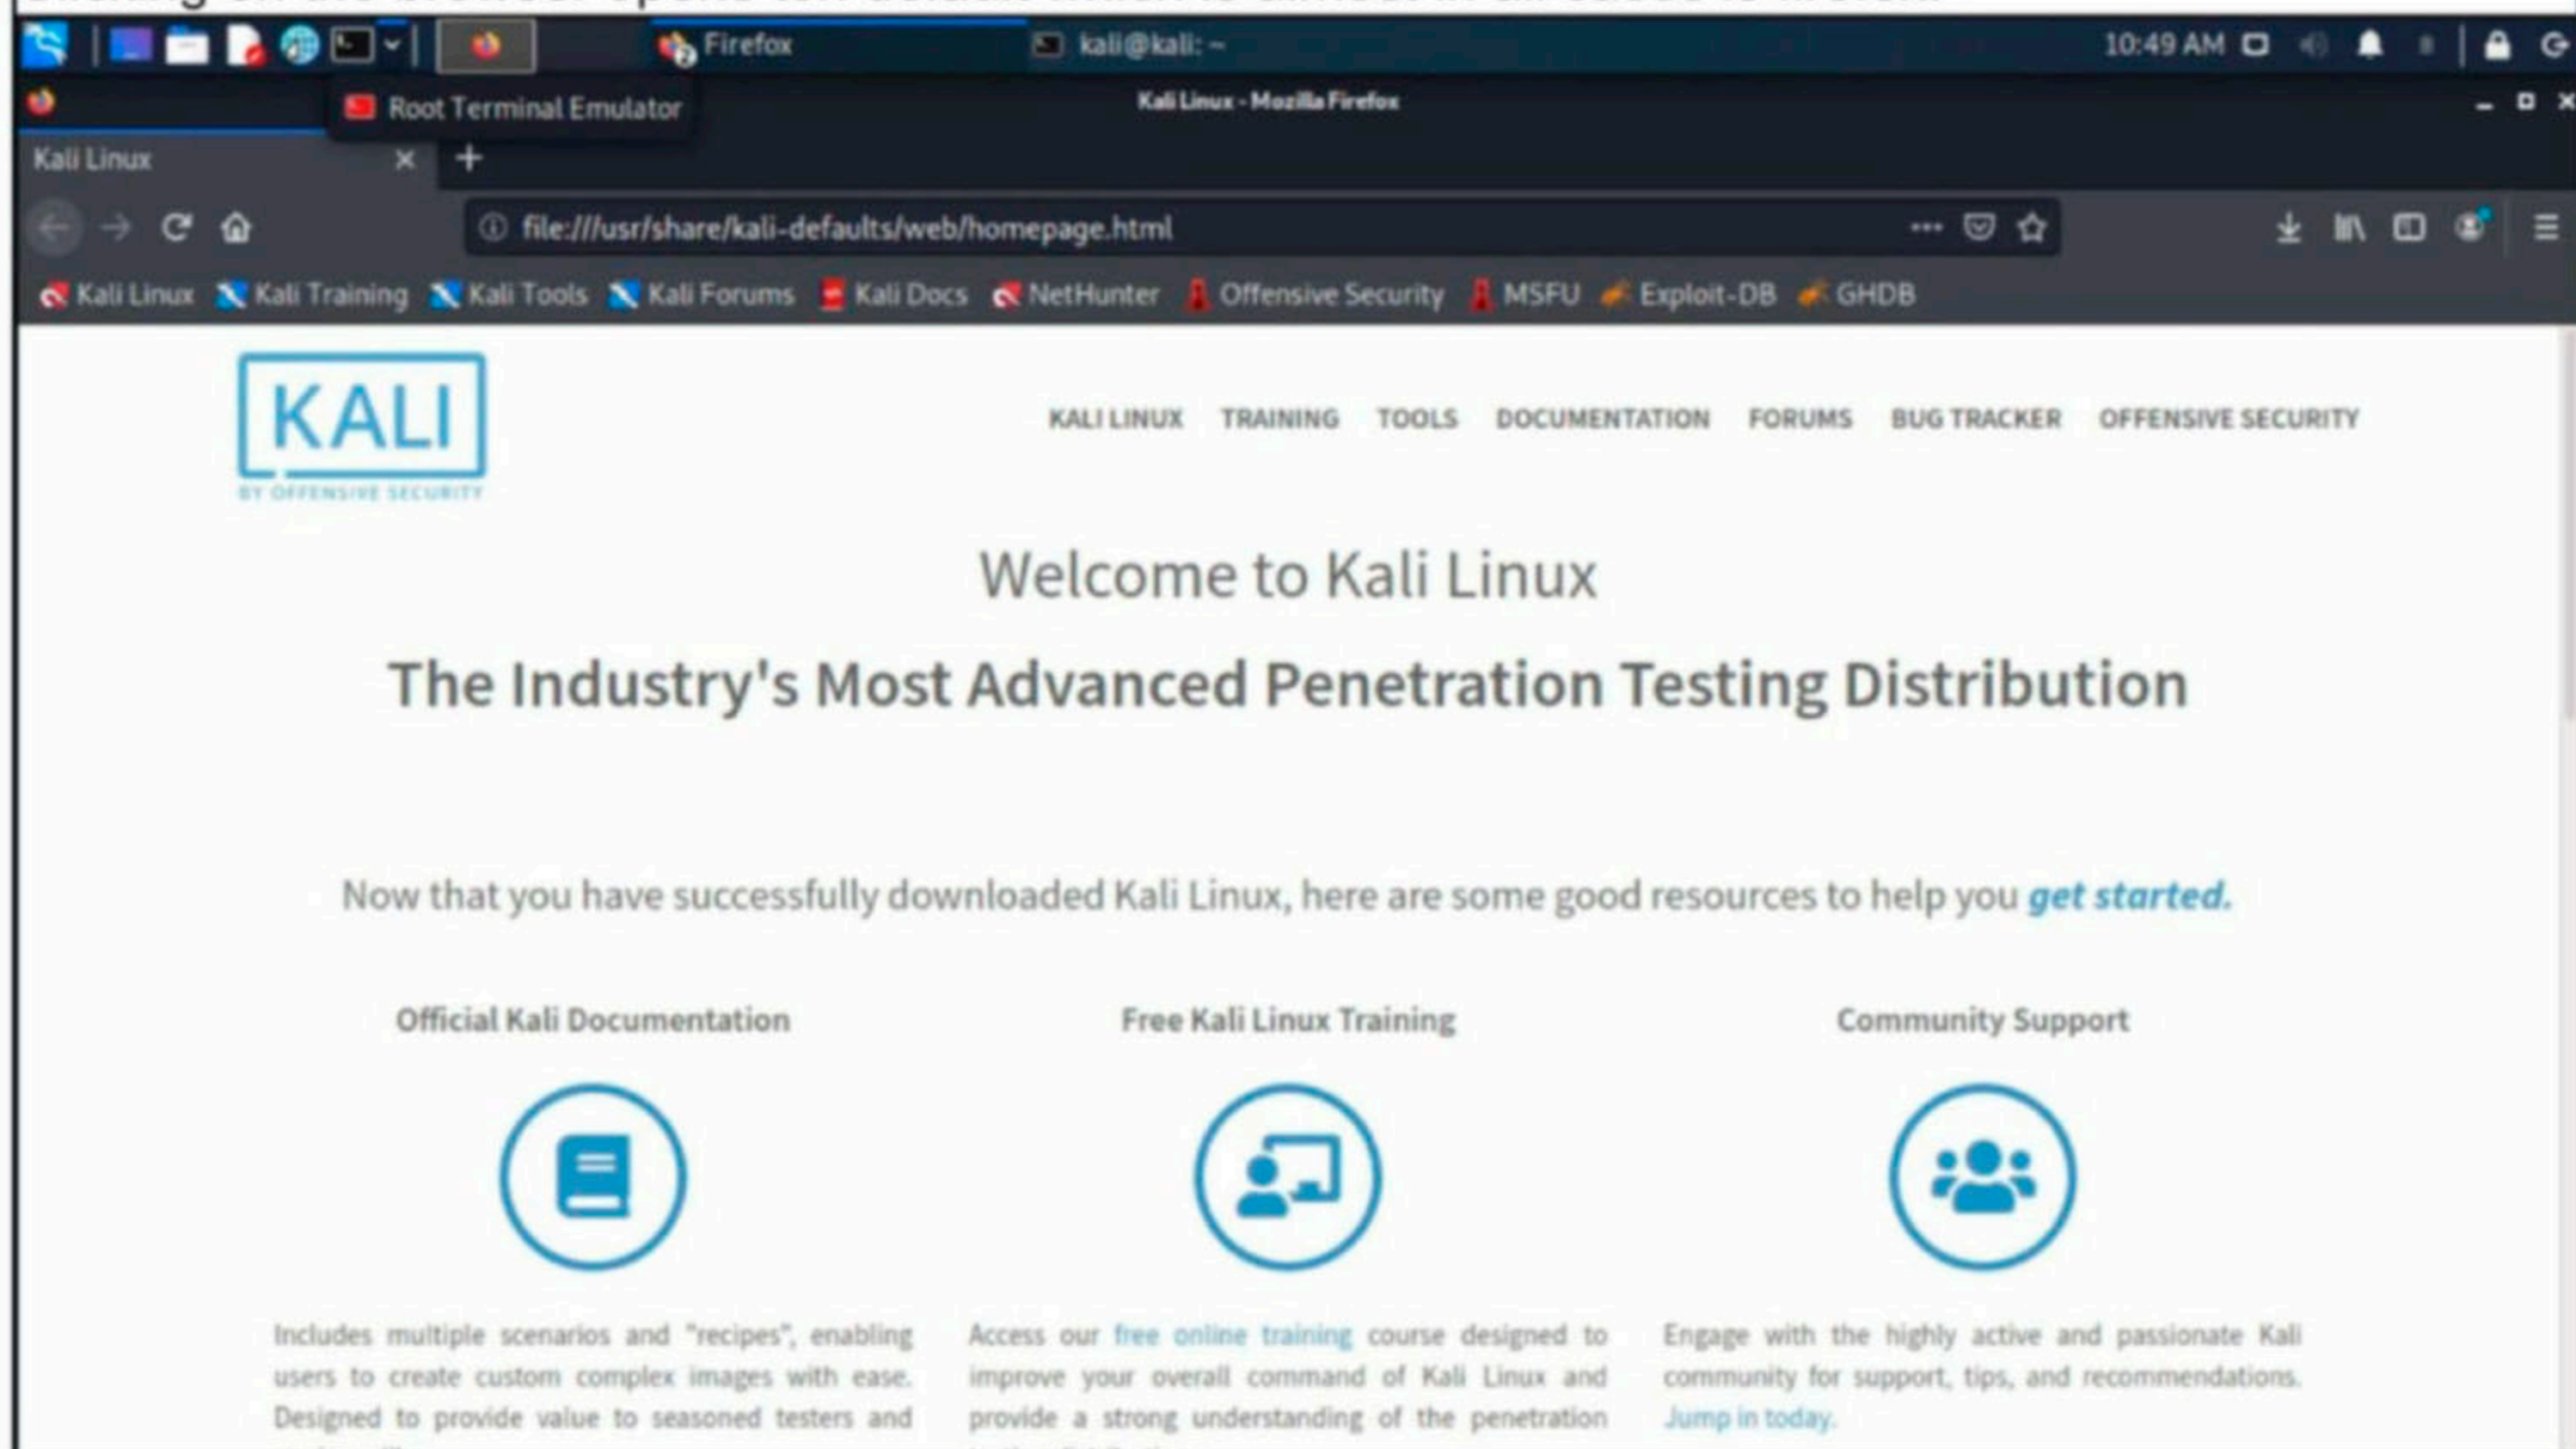 Firefox
kali@kali: ~
10:49 AM
Root Terminal Emulator
Kali Linux - Mozilla Firefox
Kali Linux
file:///usr/share/kali-defaults/web/homepage.html
Kali Linux Kali Training Kali Tools Kali Forums Kali Docs NetHunter Offensive Security MSFU Exploit-DB GHDB
KALI
BY OFFENSIVE SECURITY
KALI LINUX TRAINING TOOLS DOCUMENTATION FORUMS BUG TRACKER OFFENSIVE SECURITY
Welcome to Kali Linux
The Industry's Most Advanced Penetration Testing Distribution
Now that you have successfully downloaded Kali Linux, here are some good resources to help you get started.
Official Kali Documentation
Includes multiple scenarios and "recipes", enabling
users to create custom complex images with ease.
Designed to provide value to seasoned testers and
Free Kali Linux Training
Access our free online training course designed to
improve your overall command of Kali Linux and
provide a strong understanding of the penetration
Community Support
Engage with the highly active and passionate Kali
community for support, tips, and recommendations.
Jump in today.